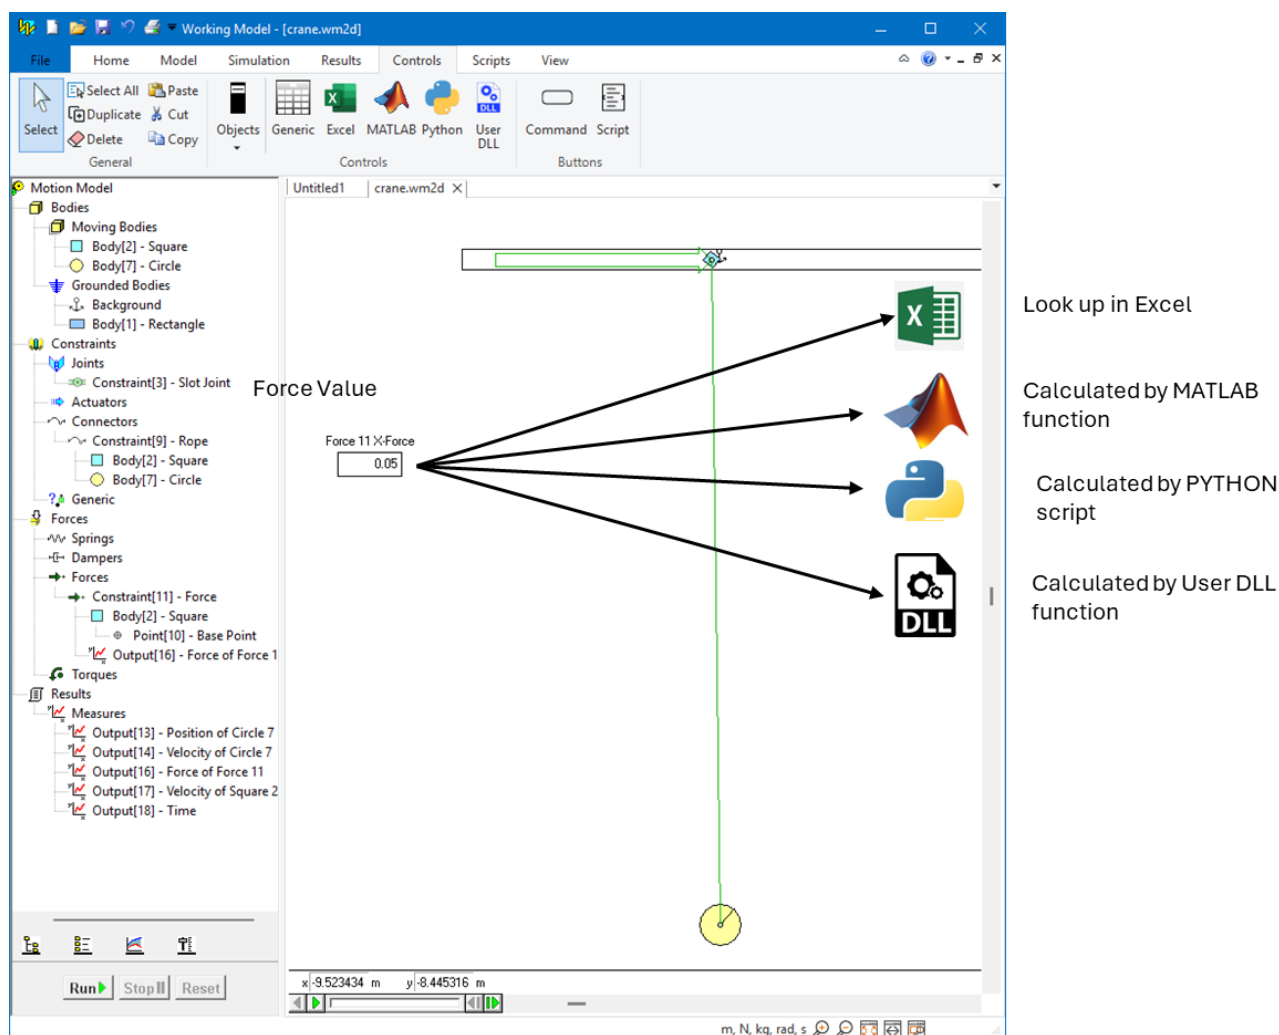 Working Model - [crane.wm2d]
File Home Model Simulation Results Controls Scripts View
Select
Select All
Duplicate
Delete
Paste
Cut
Copy
General
Objects
Generic
Excel
MATLAB
Python
User
DLL
DLL
Controls
Command
Script
Buttons
Motion Model
Bodies
Moving Bodies
Body[2] - Square
Body[7] - Circle
Grounded Bodies
Background
Body[1] - Rectangle
Constraints
Joints
Constraint[3] - Slot Joint
Actuators
Connectors
Constraint[9] - Rope
Body[2] - Square
Body[7] - Circle
Generic
Forces
Springs
Dampers
Forces
Constraint[11] - Force
Body[2] - Square
Point[10] - Base Point
Output[16] - Force of Force 1
Torques
Results
Measures
Output[13] - Position of Circle 7
Output[14] - Velocity of Circle 7
Output[16] - Force of Force 11
Output[17] - Velocity of Square 2
Output[18] - Time
Run
Stop
Reset
Untitled1
crane.wm2d
Force Value
Force 11 X-Force
0.05
X
DLL
Look up in Excel
Calculated by MATLAB
function
Calculated by PYTHON
script
Calculated by User DLL
function
x -9.523434 m y -8.445316 m
m, N, kg, rad, s